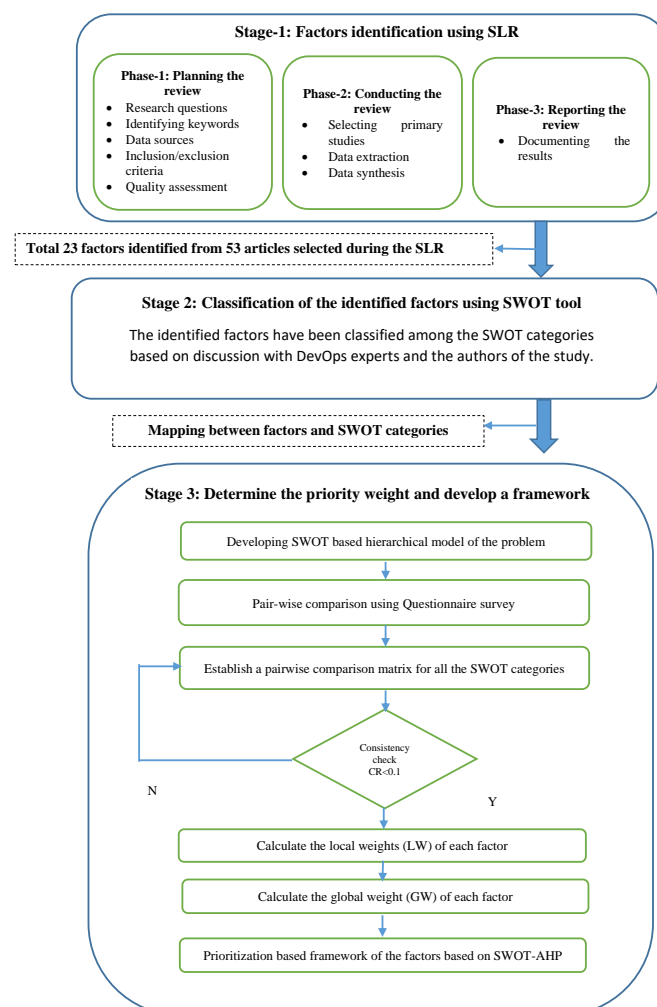 Stage-1: Factors identification using SLR
Phase-1: Planning the
review
• Research questions
• Identifying keywords
• Data sources
• Inclusion/exclusion
criteria
• Quality assessment
Phase-2: Conducting the
review
• Selecting primary
studies
• Data extraction
• Data synthesis
Phase-3: Reporting the
review
• Documenting the
results
Total 23 factors identified from 53 articles selected during the SLR
Stage 2: Classification of the identified factors using SWOT tool
The identified factors have been classified among the SWOT categories
based on discussion with DevOps experts and the authors of the study.
Mapping between factors and SWOT categories
Stage 3: Determine the priority weight and develop a framework
Developing SWOT based hierarchical model of the problem
Pair-wise comparison using Questionnaire survey
Establish a pairwise comparison matrix for all the SWOT categories
Consistency
check
CR<0.1
N
Y
Calculate the local weights (LW) of each factor
Calculate the global weight (GW) of each factor
Prioritization based framework of the factors based on SWOT-AHP